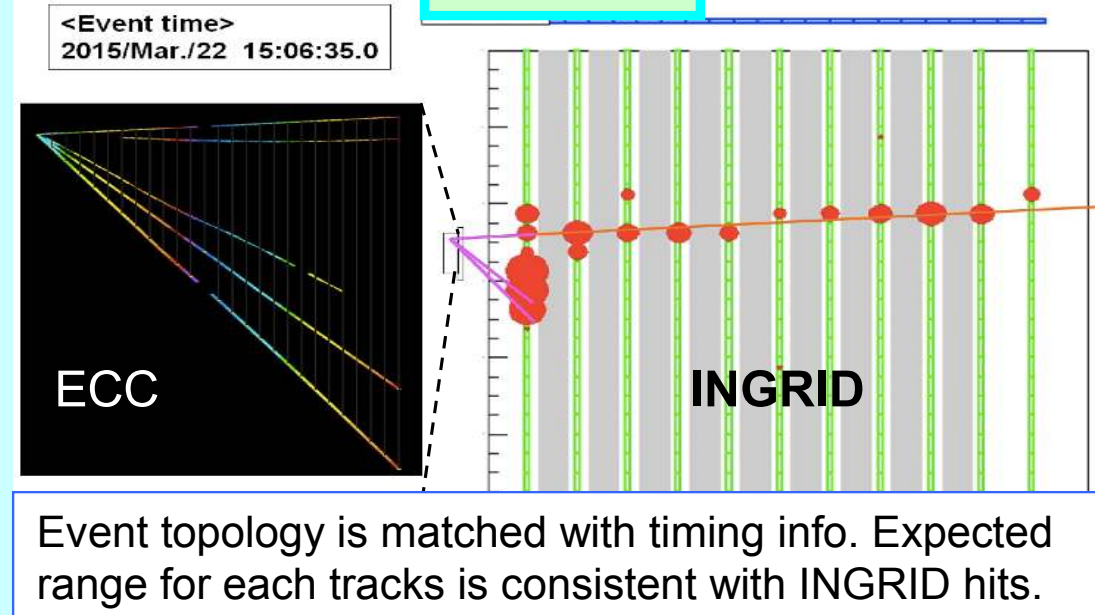 <Event time>
2015/Mar./22 15:06:35.0
ECC
INGRID
Event topology is matched with timing info. Expected
range for each tracks is consistent with INGRID hits.